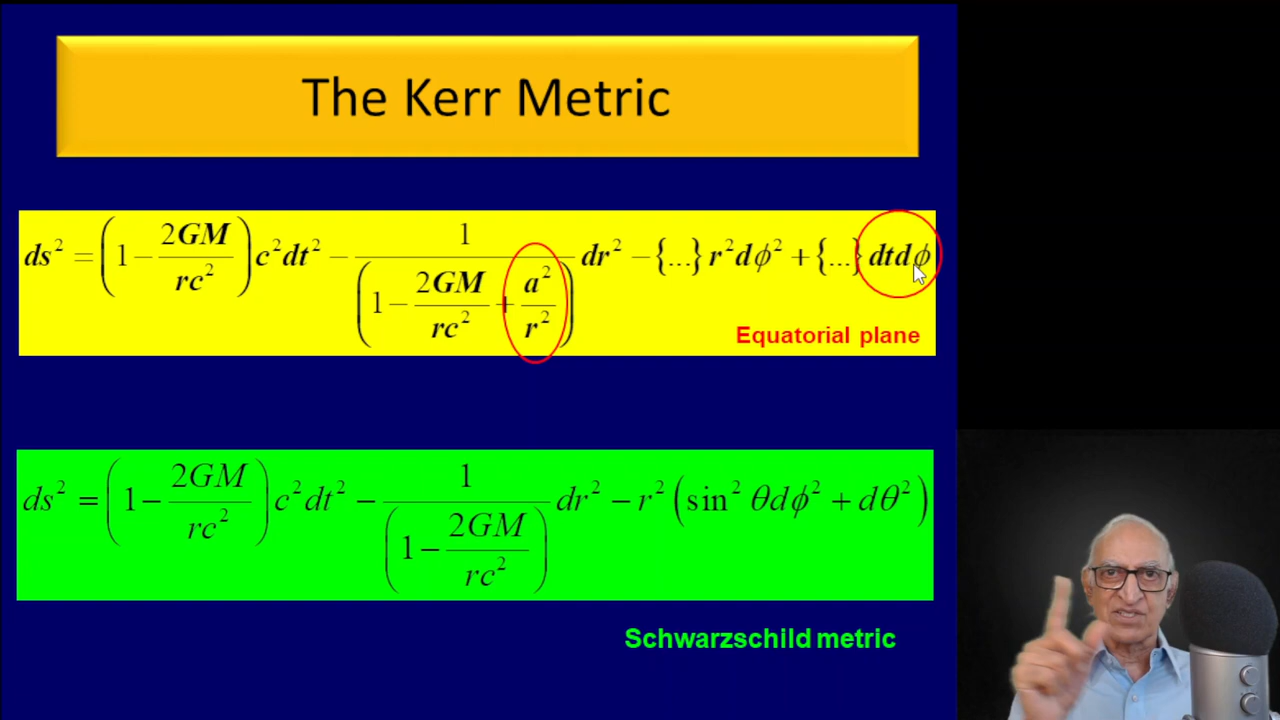 The Kerr Metric
ds² = (1 − 2GM/rc²) c²dt² − 1/(1 − 2GM/rc² + a²/r²) dr² − {...} r²dϕ² + {...} dtdϕ
Equatorial plane
ds² = (1 − 2GM/rc²) c²dt² − 1/(1 − 2GM/rc²) dr² − r² (sin² θdϕ² + dθ²)
Schwarzschild metric